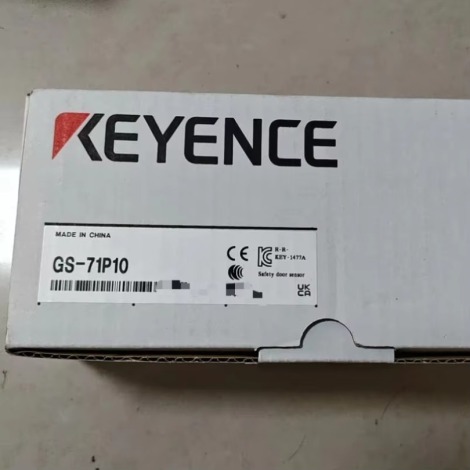 KEYENCE
MADE IN CHINA
GS-71P10
CE
R-R-
KEY-1477A
Safety door sensor
UK
CA